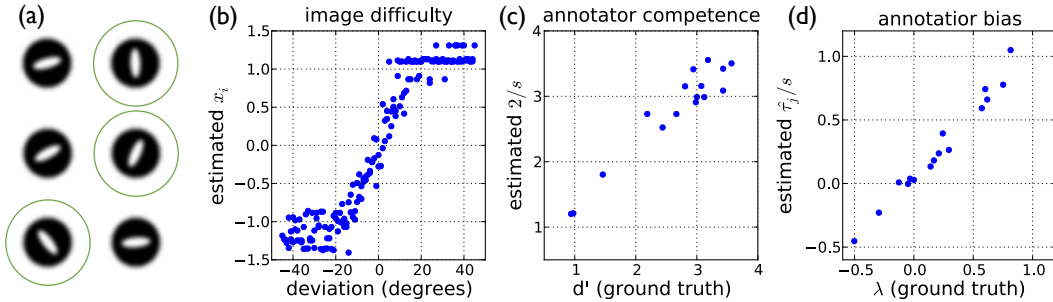 (a)
(b)
image difficulty
estimated x_i
1.5
1.0
0.5
0.0
−0.5
−1.0
−1.5
−40
−20
0
20
40
deviation (degrees)
(c)
annotator competence
estimated 2/s
4
3
2
1
1
2
3
4
d' (ground truth)
(d)
annotatior bias
estimated τ̂_j/s
1.0
0.5
0.0
−0.5
−0.5
0.0
0.5
1.0
λ (ground truth)